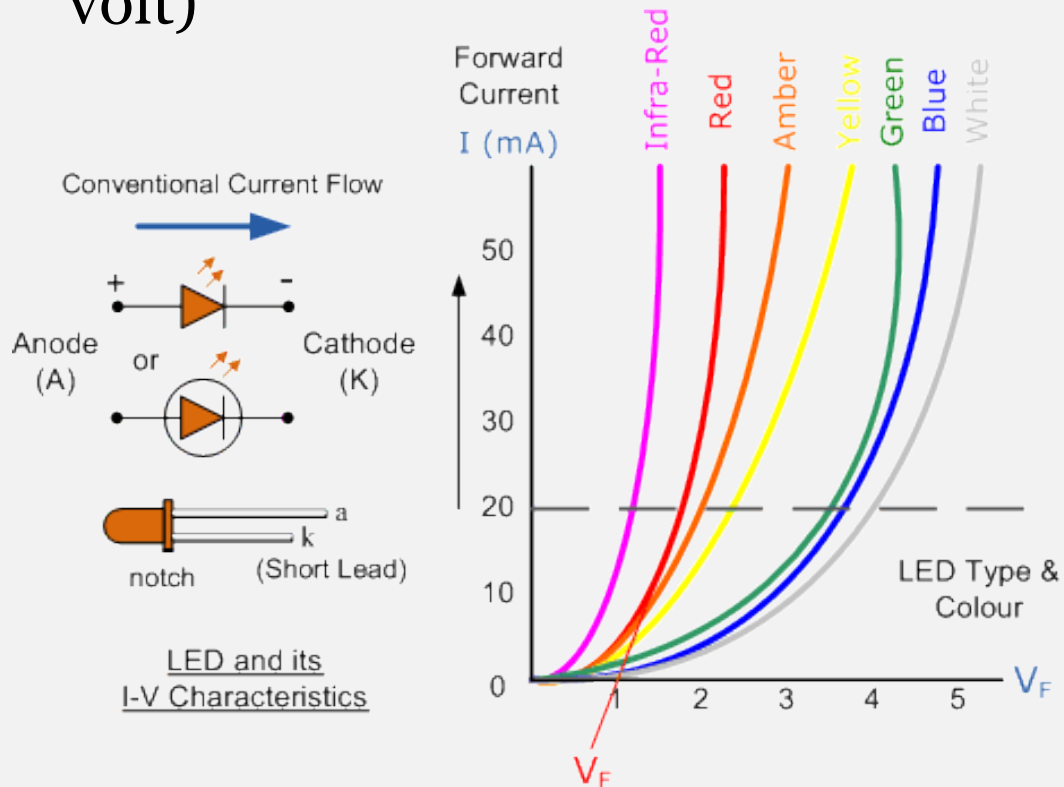 Volt)
Forward
Current
I (mA)
Infra-Red
Red
Amber
Yellow
Green
Blue
White
Conventional Current Flow
+ -
Anode
(A)
or
Cathode
(K)
a
k
notch
(Short Lead)
LED and its
I-V Characteristics
50
40
30
20
10
0
1 2 3 4 5
V_F
LED Type &
Colour
V_F